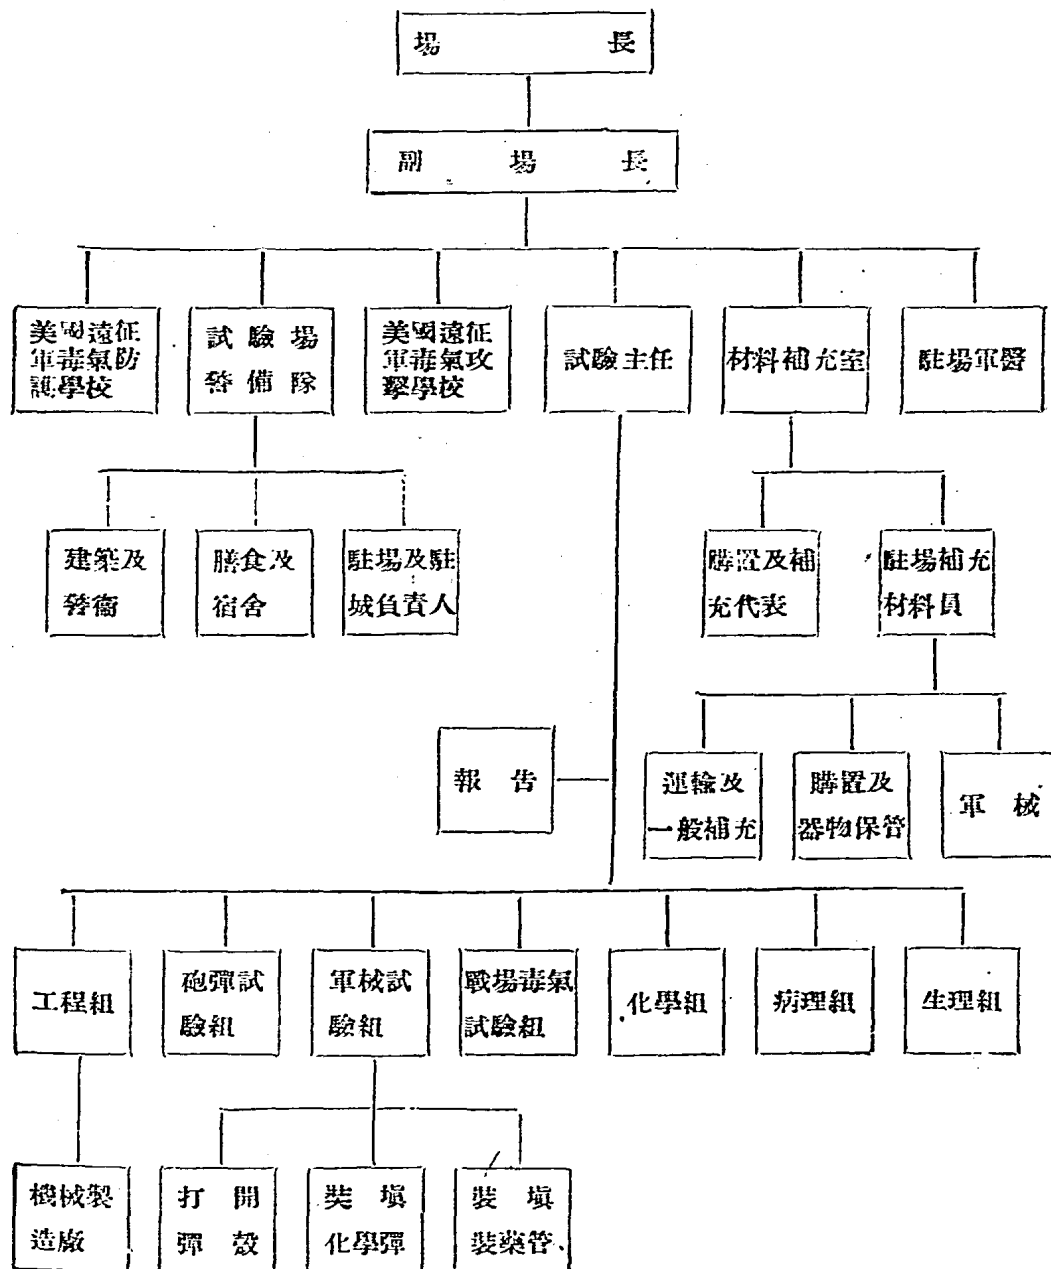 場長
副場長
美國遠征
軍毒氣防
護學校
試驗場
警備隊
美國遠征
軍毒氣攻
擊學校
試驗主任
材料補充室
駐場軍醫
建築及
警衞
膳食及
宿舍
駐場及駐
城負責人
購置及補
充代表
駐場補充
材料員
報告
運輸及
一般補充
購置及
器物保管
軍械
工程組
砲彈試
驗組
軍械試
驗組
戰場毒氣
試驗組
化學組
病理組
生理組
機械製
造廠
打開
彈殼
裝塡
化學彈
裝塡
裝藥管